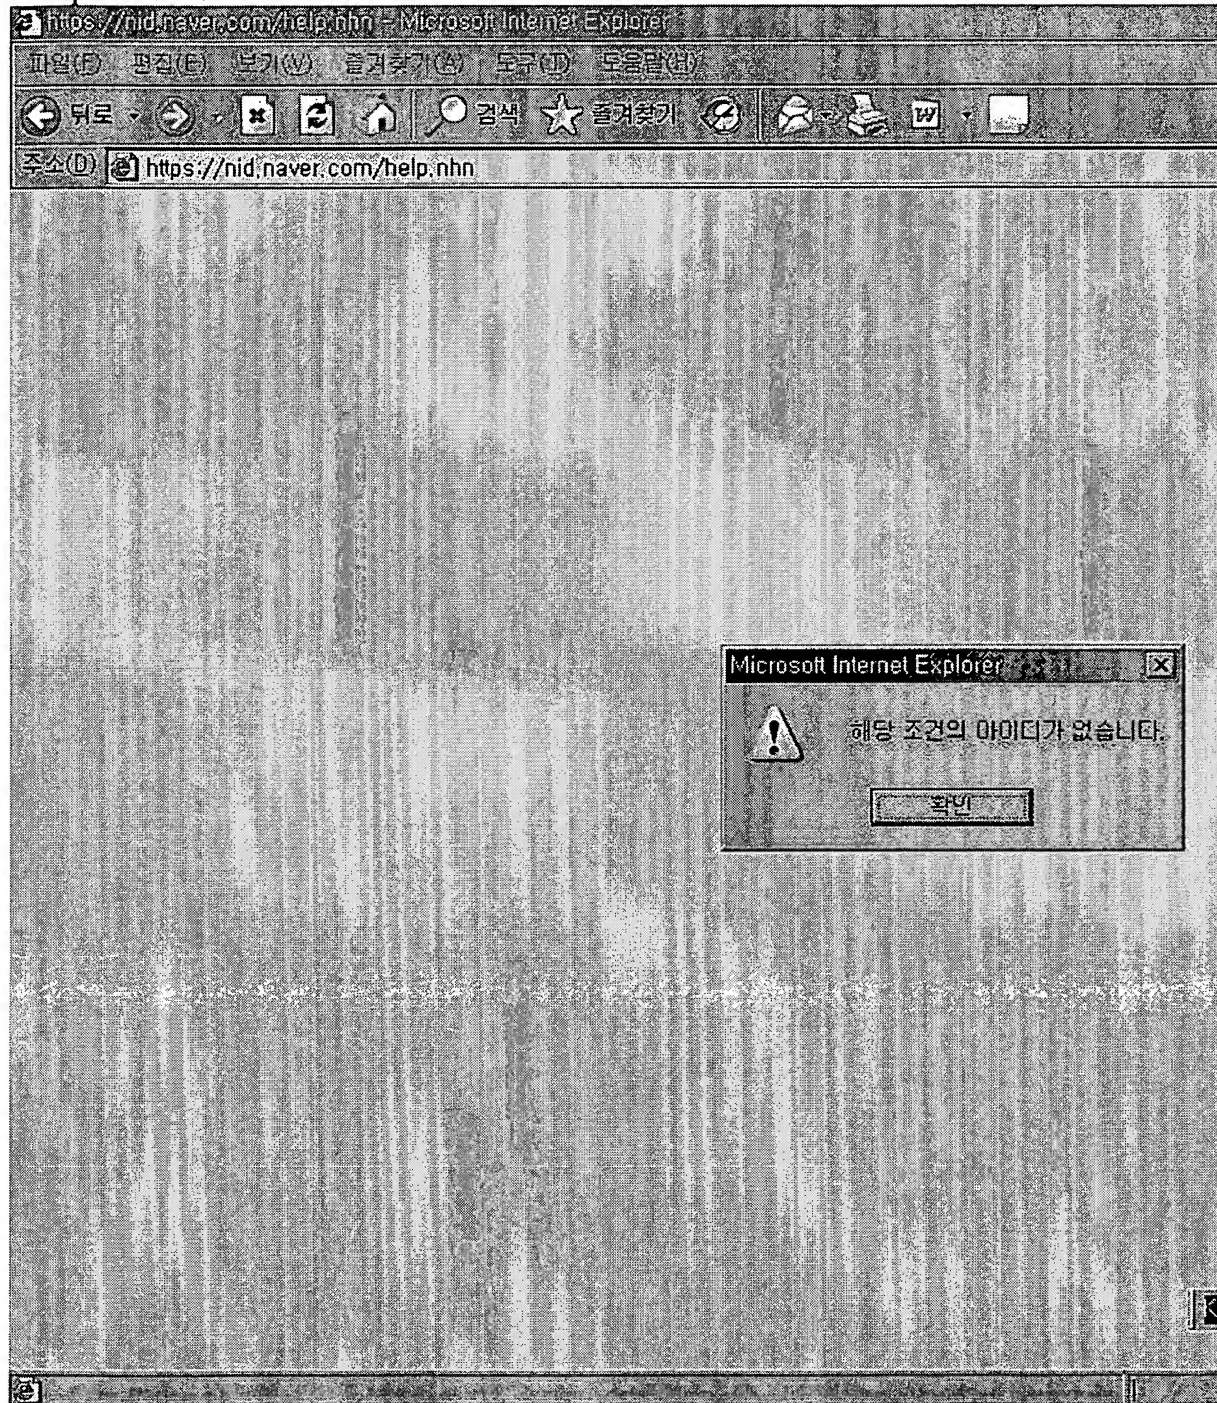 https://nid.naver.com/help.nhn - Microsoft Internet Explorer
파일(F) 편집(E) 보기(V) 즐겨찾기(A) 도구(T) 도움말(H)
뒤로 검색 즐겨찾기 W
주소(D) https://nid.naver.com/help.nhn
Microsoft Internet Explorer
해당 조건의 아이디가 없습니다.
확인